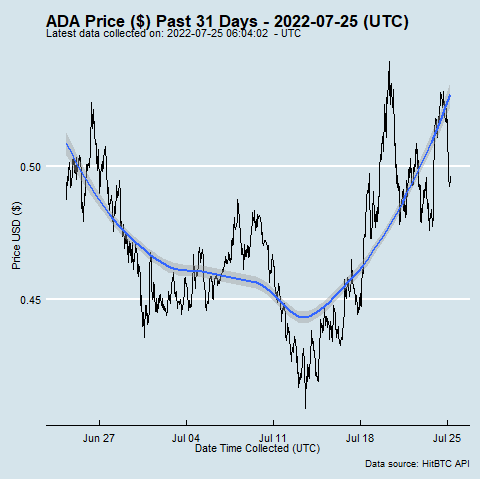 ADA Price ($) Past 31 Days - 2022-07-25 (UTC)
Latest data collected on: 2022-07-25 06:04:02 - UTC
0.50
Price USD ($)
0.45
Jun 27 Jul 04 Jul 11 Jul 18 Jul 25
Date Time Collected (UTC)
Data source: HitBTC API